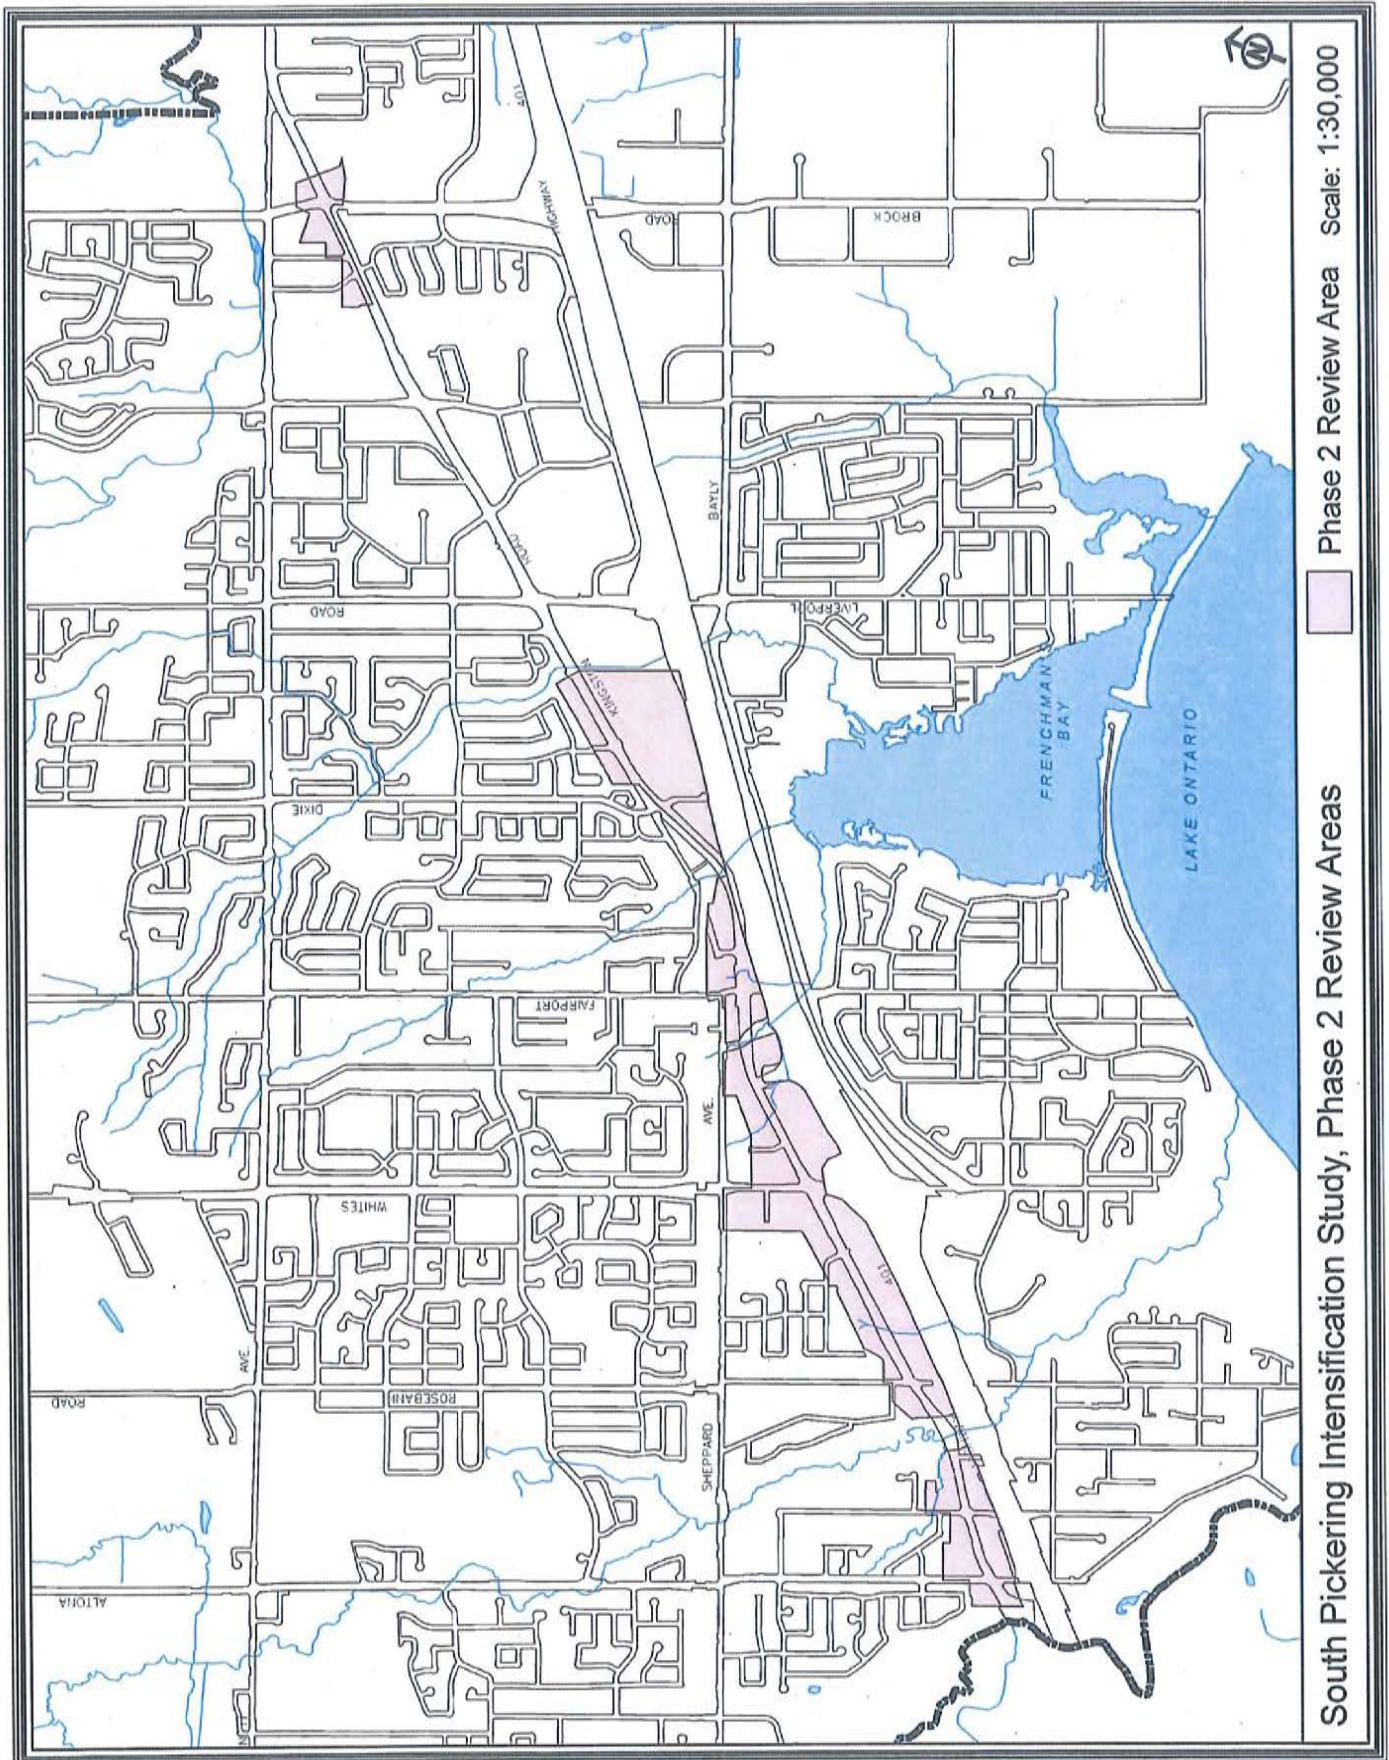 ALTONA
ROAD
ROSEBANK
AVE.
WHITES
FAIRPORT
DIXIE
ROAD
SHEPPARD
AVE.
401
KINGSTON
ROAD
LIVERPOOL
BAYLY
HIGHWAY
401
OAD
BROCK
FRENCHMAN'S
BAY
LAKE ONTARIO
N
South Pickering Intensification Study, Phase 2 Review Areas
Phase 2 Review Area
Scale: 1:30,000